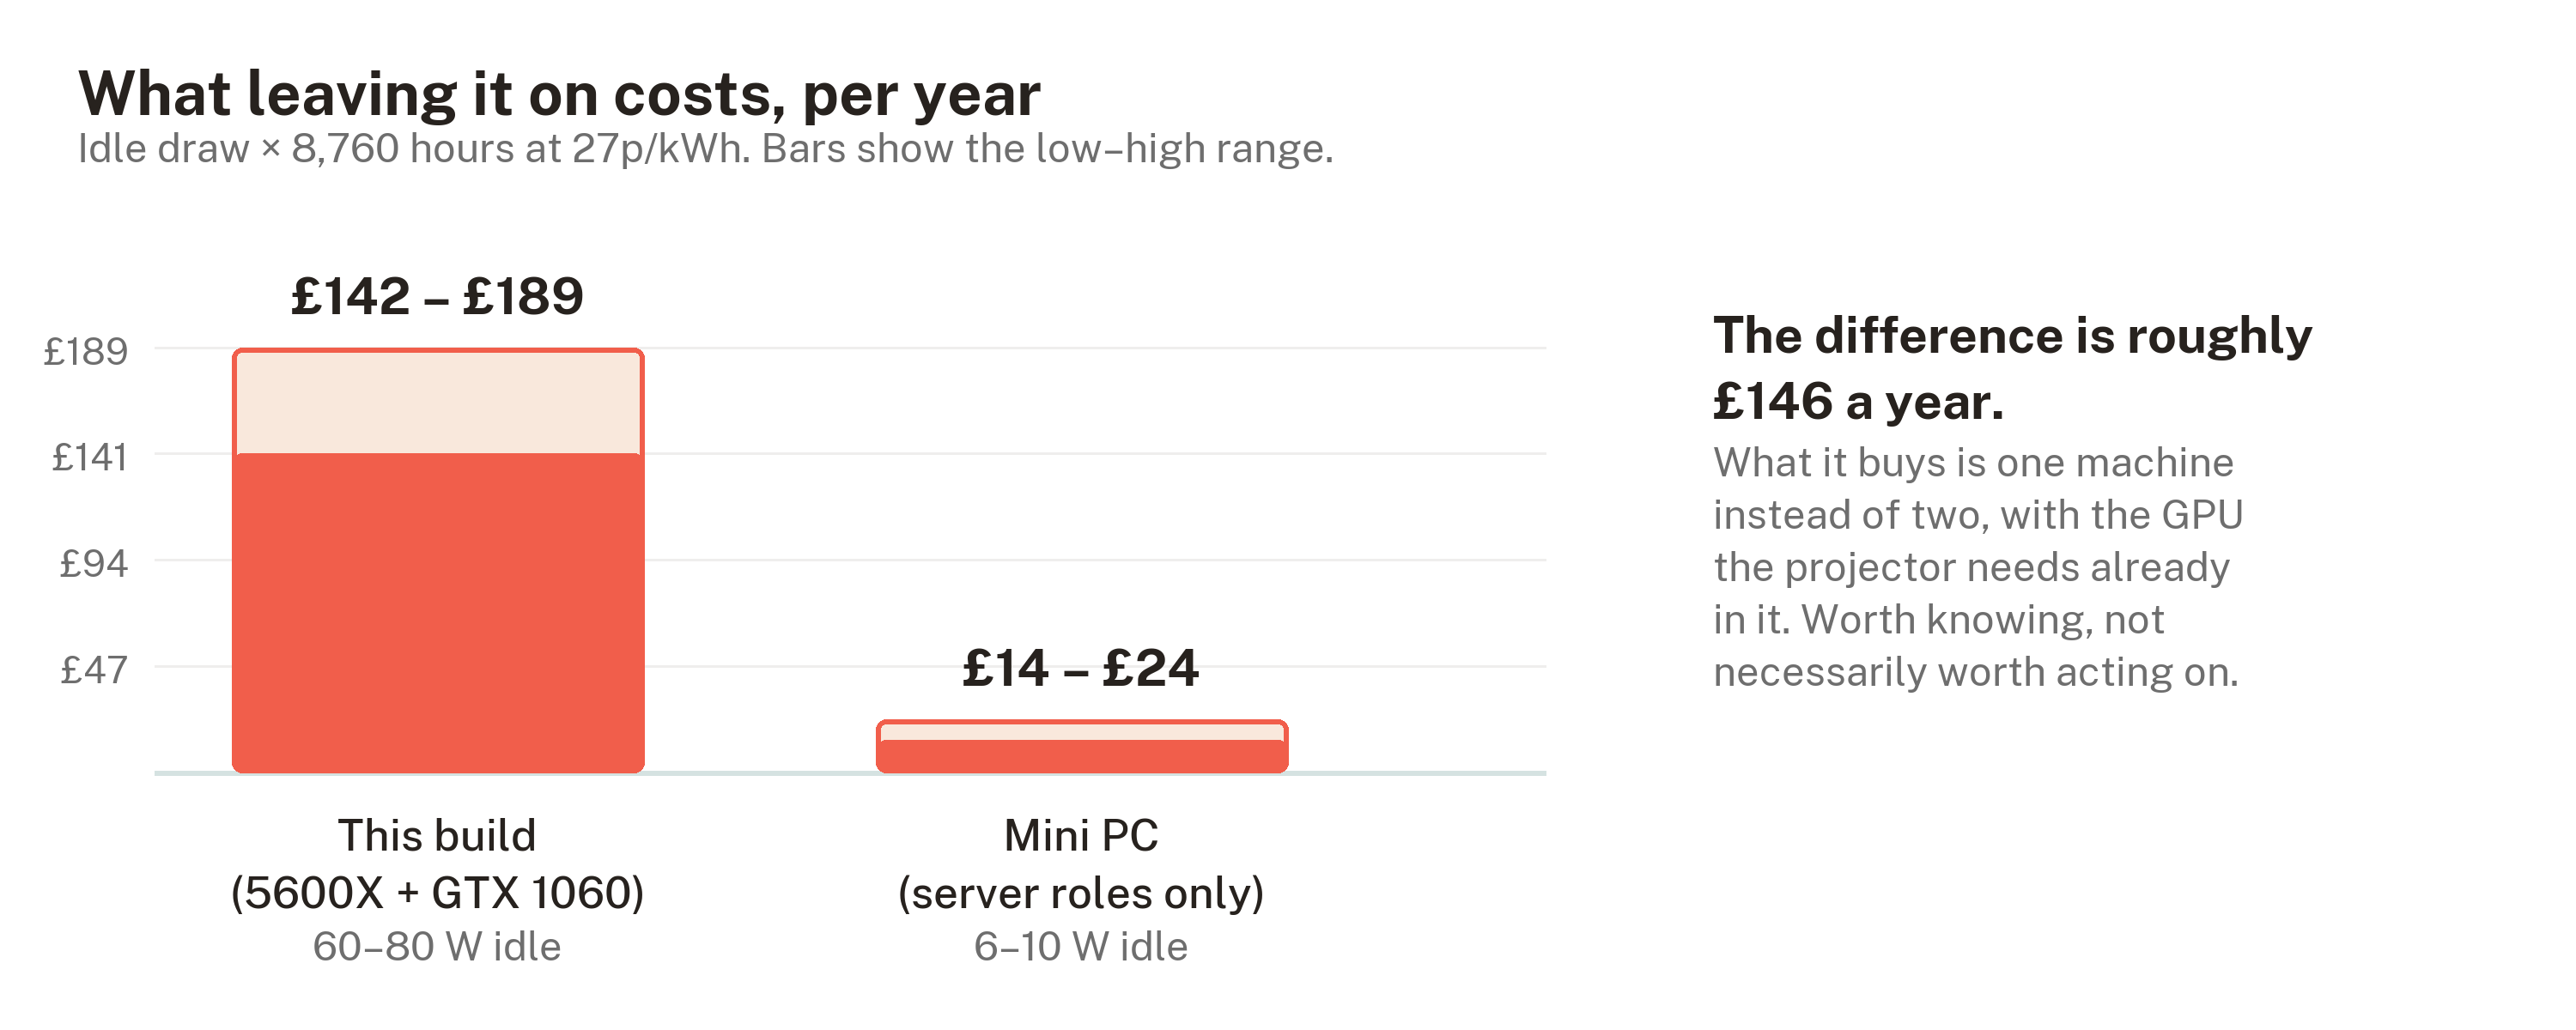 What leaving it on costs, per year
Idle draw × 8,760 hours at 27p/kWh. Bars show the low–high range.
£142 – £189
£189
£141
£94
£47
£14 – £24
This build
(5600X + GTX 1060)
60–80 W idle
Mini PC
(server roles only)
6–10 W idle
The difference is roughly
£146 a year.
What it buys is one machine
instead of two, with the GPU
the projector needs already
in it. Worth knowing, not
necessarily worth acting on.